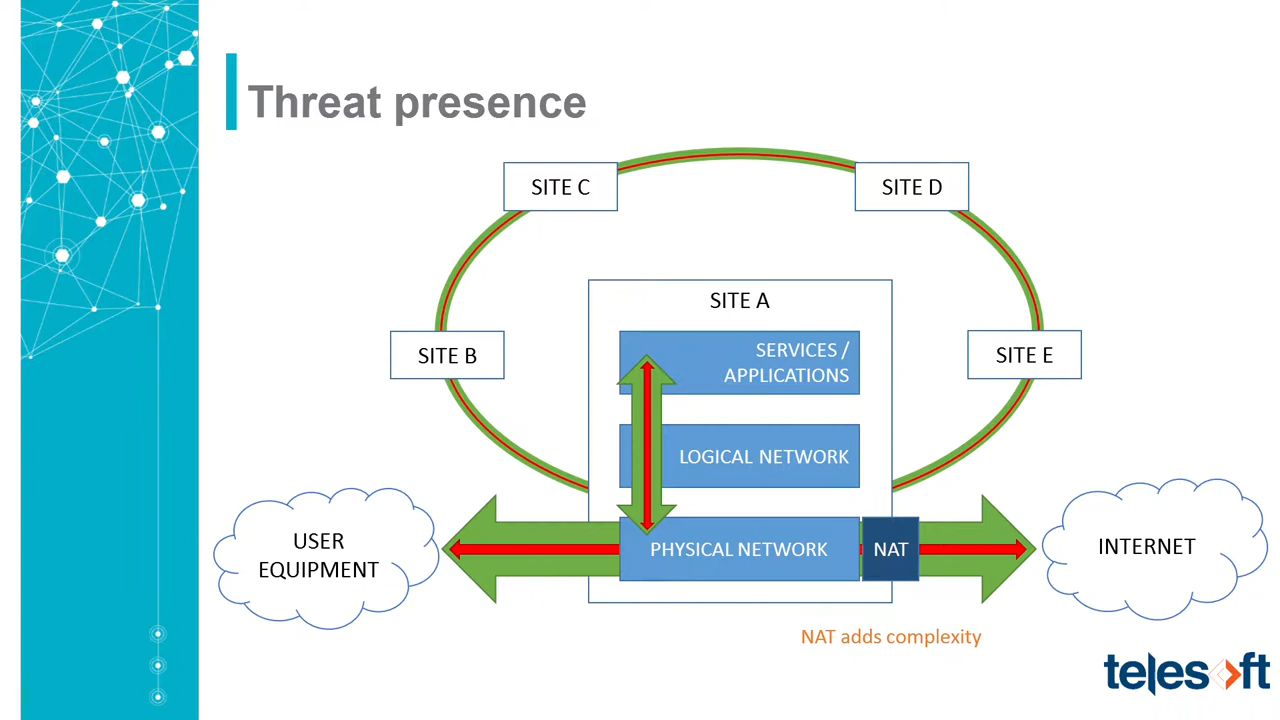 Threat presence
SITE C
SITE D
SITE A
SERVICES /
APPLICATIONS
SITE B
SITE E
LOGICAL NETWORK
USER
EQUIPMENT
PHYSICAL NETWORK
NAT
INTERNET
NAT adds complexity
telesoft